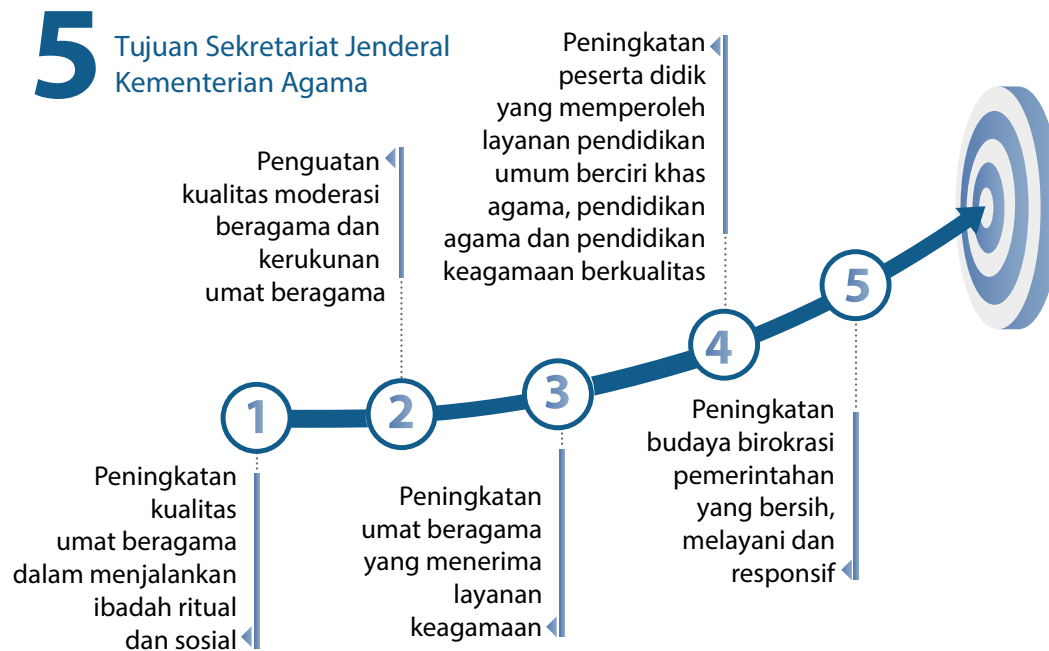 5
Tujuan Sekretariat Jenderal
Kementerian Agama
1
Peningkatan
kualitas
umat beragama
dalam menjalankan
ibadah ritual
dan sosial
2
Penguatan
kualitas moderasi
beragama dan
kerukunan
umat beragama
3
Peningkatan
umat beragama
yang menerima
layanan
keagamaan
4
Peningkatan
peserta didik
yang memperoleh
layanan pendidikan
umum berciri khas
agama, pendidikan
agama dan pendidikan
keagamaan berkualitas
5
Peningkatan
budaya birokrasi
pemerintahan
yang bersih,
melayani dan
responsif